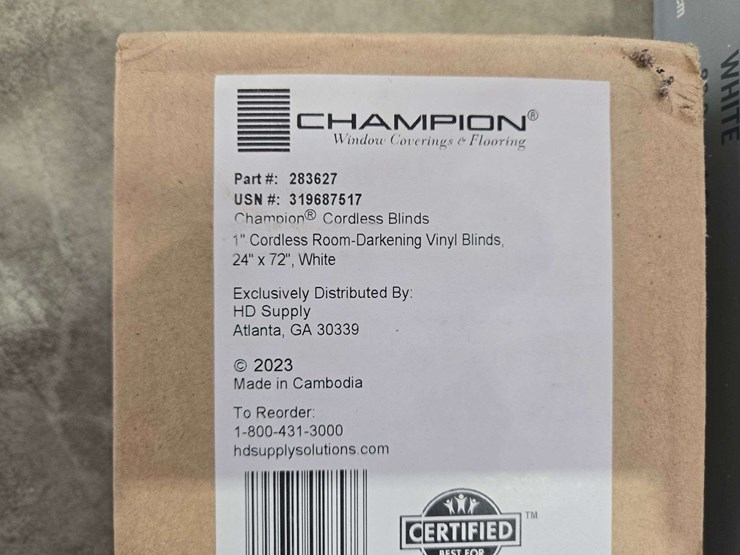 CHAMPION®
Window Coverings & Flooring
Part #: 283627
USN #: 319687517
Champion® Cordless Blinds
1" Cordless Room-Darkening Vinyl Blinds,
24" x 72", White
Exclusively Distributed By:
HD Supply
Atlanta, GA 30339
© 2023
Made in Cambodia
To Reorder:
1-800-431-3000
hdsupplysolutions.com
CERTIFIED TM
BEST FOR
WHITE